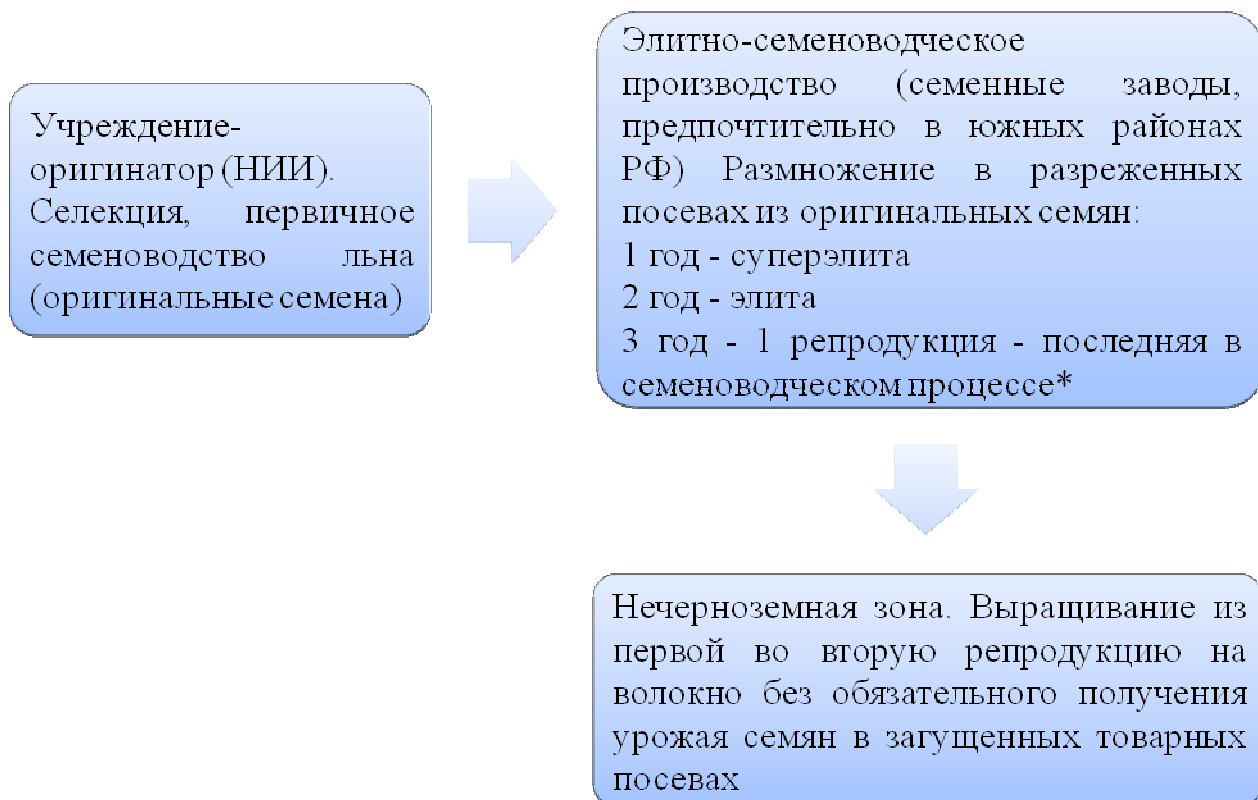 Учреждение-
оригинатор (НИИ).
Селекция, первичное
семеноводство льна
(оригинальные семена)
Элитно-семеноводческое
производство (семенные заводы,
предпочтительно в южных районах
РФ) Размножение в разреженных
посевах из оригинальных семян:
1 год - суперэлита
2 год - элита
3 год - 1 репродукция - последняя в
семеноводческом процессе*
Нечерноземная зона. Выращивание из
первой во вторую репродукцию на
волокно без обязательного получения
урожая семян в загущенных товарных
посевах